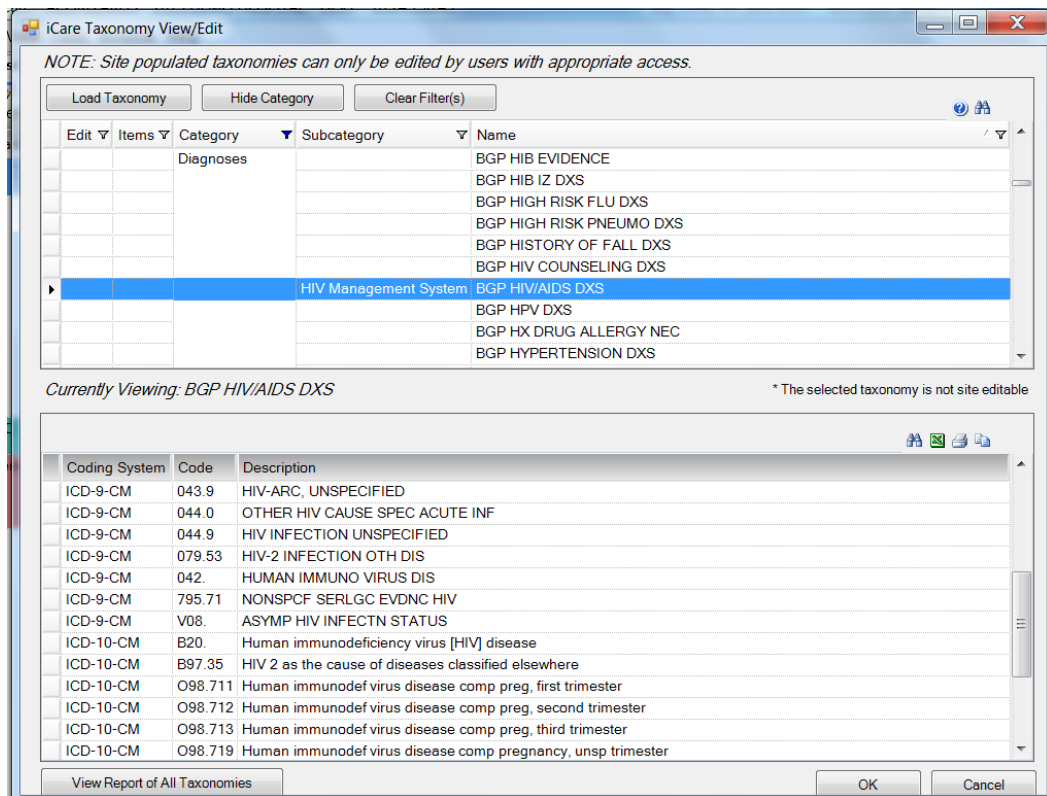 iCare Taxonomy View/Edit
NOTE: Site populated taxonomies can only be edited by users with appropriate access.
Load Taxonomy Hide Category Clear Filter(s)
Edit Items Category Subcategory Name
Diagnoses BGP HIB EVIDENCE
BGP HIB IZ DXS
BGP HIGH RISK FLU DXS
BGP HIGH RISK PNEUMO DXS
BGP HISTORY OF FALL DXS
BGP HIV COUNSELING DXS
HIV Management System BGP HIV/AIDS DXS
BGP HPV DXS
BGP HX DRUG ALLERGY NEC
BGP HYPERTENSION DXS
Currently Viewing: BGP HIV/AIDS DXS * The selected taxonomy is not site editable
Coding System Code Description
ICD-9-CM 043.9 HIV-ARC, UNSPECIFIED
ICD-9-CM 044.0 OTHER HIV CAUSE SPEC ACUTE INF
ICD-9-CM 044.9 HIV INFECTION UNSPECIFIED
ICD-9-CM 079.53 HIV-2 INFECTION OTH DIS
ICD-9-CM 042. HUMAN IMMUNO VIRUS DIS
ICD-9-CM 795.71 NONSPCF SERLGC EVDNC HIV
ICD-9-CM V08. ASYMP HIV INFECTN STATUS
ICD-10-CM B20. Human immunodeficiency virus [HIV] disease
ICD-10-CM B97.35 HIV 2 as the cause of diseases classified elsewhere
ICD-10-CM O98.711 Human immunodef virus disease comp preg, first trimester
ICD-10-CM O98.712 Human immunodef virus disease comp preg, second trimester
ICD-10-CM O98.713 Human immunodef virus disease comp preg, third trimester
ICD-10-CM O98.719 Human immunodef virus disease comp pregnancy, unsp trimester
View Report of All Taxonomies OK Cancel